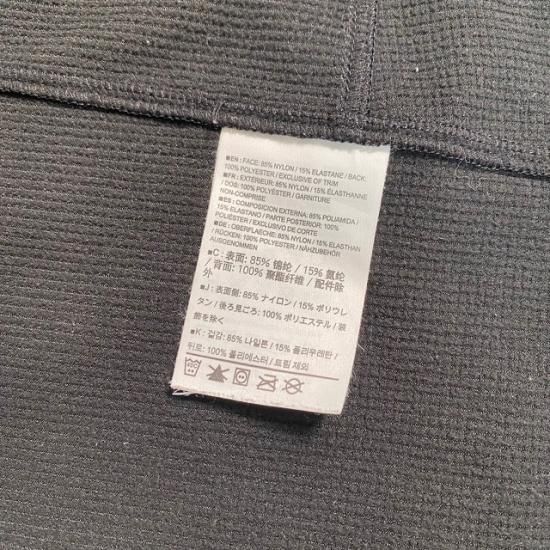 ■EN: FACE: 85% NYLON / 15% ELASTANE / BACK:
100% POLYESTER / EXCLUSIVE OF TRIM
■FR: EXTÉRIEUR: 85% NYLON / 15% ÉLASTHANNE
/ DOS: 100% POLYESTER / GARNITURE
NON-COMPRISE
■ES: COMPOSICION EXTERNA: 85% POLIAMIDA /
15% ELASTANO / PARTE POSTERIOR: 100%
POLIÉSTER / EXCLUSIVO DE CORTE
■DE: OBERFLAECHE: 85% NYLON / 15% ELASTHAN
/ RÜCKEN: 100% POLYESTER / NÄHZUBEHÖR
AUSGENOMMEN
■C: 表面: 85% 锦纶 / 15% 氨纶
/ 背面: 100% 聚酯纤维 / 配件除
外
■J: 表面側: 85% ナイロン / 15% ポリウレ
タン / 後ろ見ごろ: 100% ポリエステル / 装
飾を除く
■K: 겉감: 85% 나일론 / 15% 폴리우레탄 /
뒤로: 100% 폴리에스터 / 트림 제외